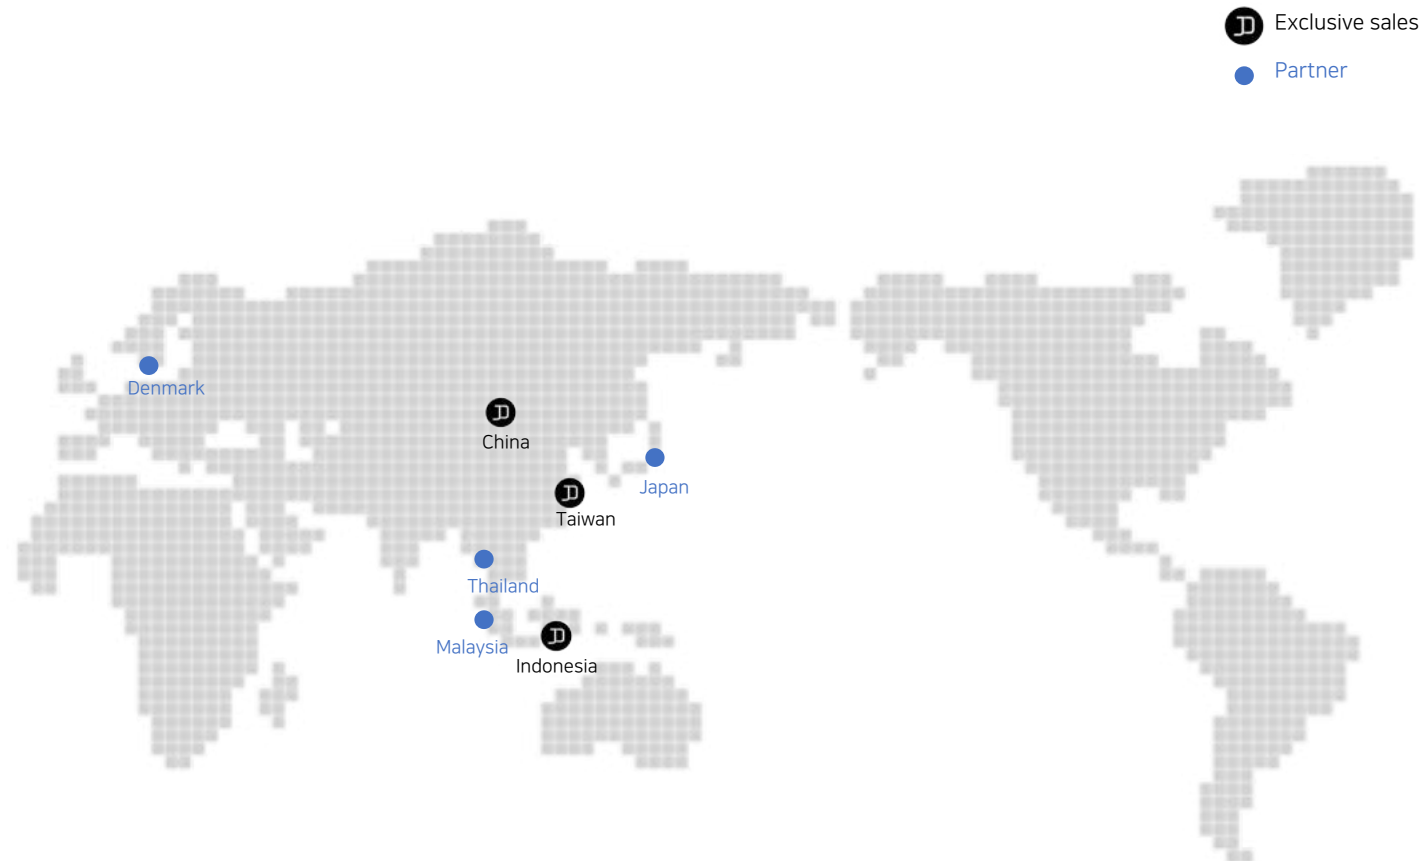 Exclusive sales
Partner
Denmark
China
Japan
Taiwan
Thailand
Malaysia
Indonesia